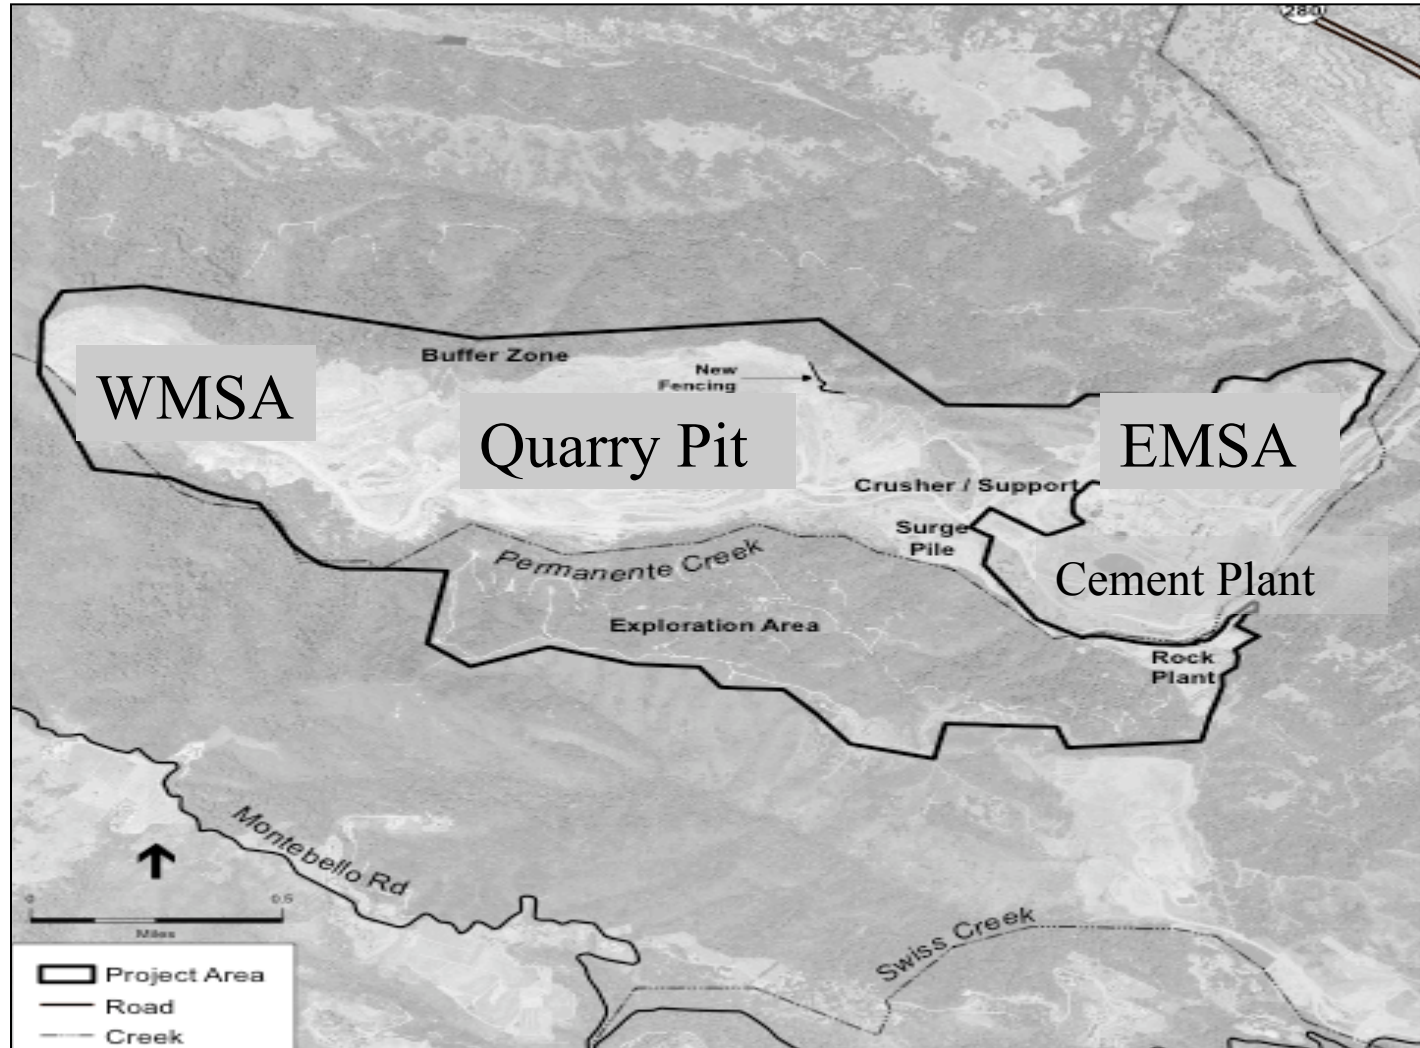 280
Buffer Zone
New
Fencing
WMSA
Quarry Pit
EMSA
Crusher / Support
Surge
Pile
Permanente Creek
Cement Plant
Exploration Area
Rock
Plant
Montebello Rd
0 0.5
Miles
Swiss Creek
Project Area
Road
Creek